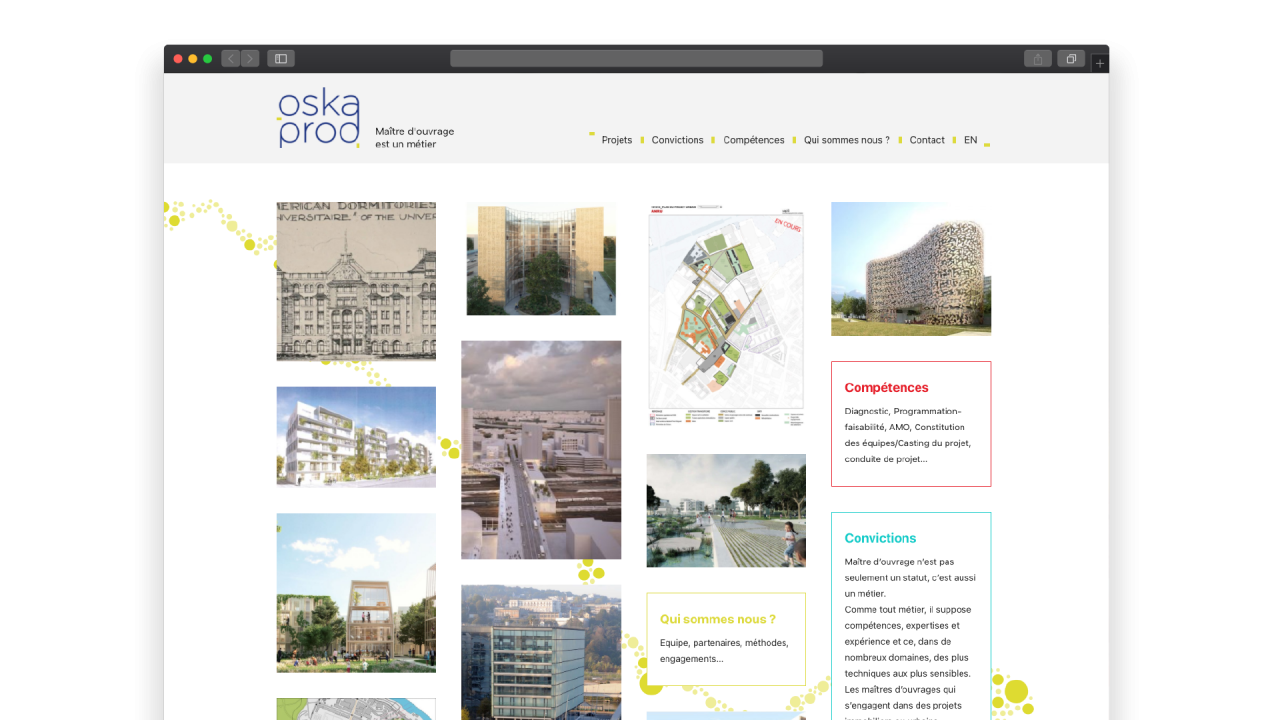 oska
prod
Maître d'ouvrage
est un métier
Projets
Convictions
Compétences
Qui sommes nous ?
Contact
EN
ERICAN DORMITORIES
IVERSITAIRE" OF THE UNIVER
EN COURS
Compétences
Diagnostic, Programmation-
faisabilité, AMO, Constitution
des équipes/Casting du projet,
conduite de projet...
Convictions
Maître d'ouvrage n'est pas
seulement un statut, c'est aussi
un métier.
Comme tout métier, il suppose
compétences, expertises et
expérience et ce, dans de
nombreux domaines, des plus
techniques aux plus sensibles.
Les maîtres d'ouvrages qui
s'engagent dans des projets
Qui sommes nous ?
Equipe, partenaires, méthodes,
engagements...